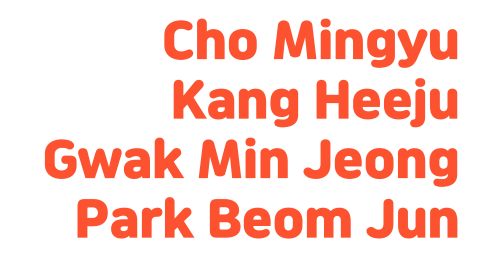 Cho Mingyu
Kang Heeju
Gwak Min Jeong
Park Beom Jun